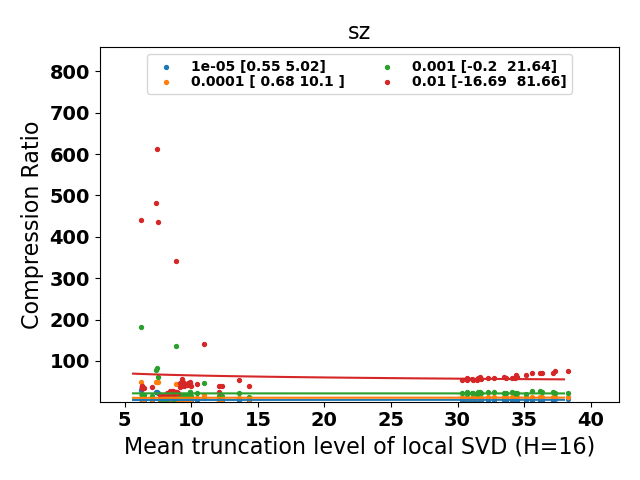 sz
1e-05 [0.55 5.02]
0.0001 [ 0.68 10.1 ]
0.001 [-0.2  21.64]
0.01 [-16.69  81.66]
Compression Ratio
800
700
600
500
400
300
200
100
5 10 15 20 25 30 35 40
Mean truncation level of local SVD (H=16)